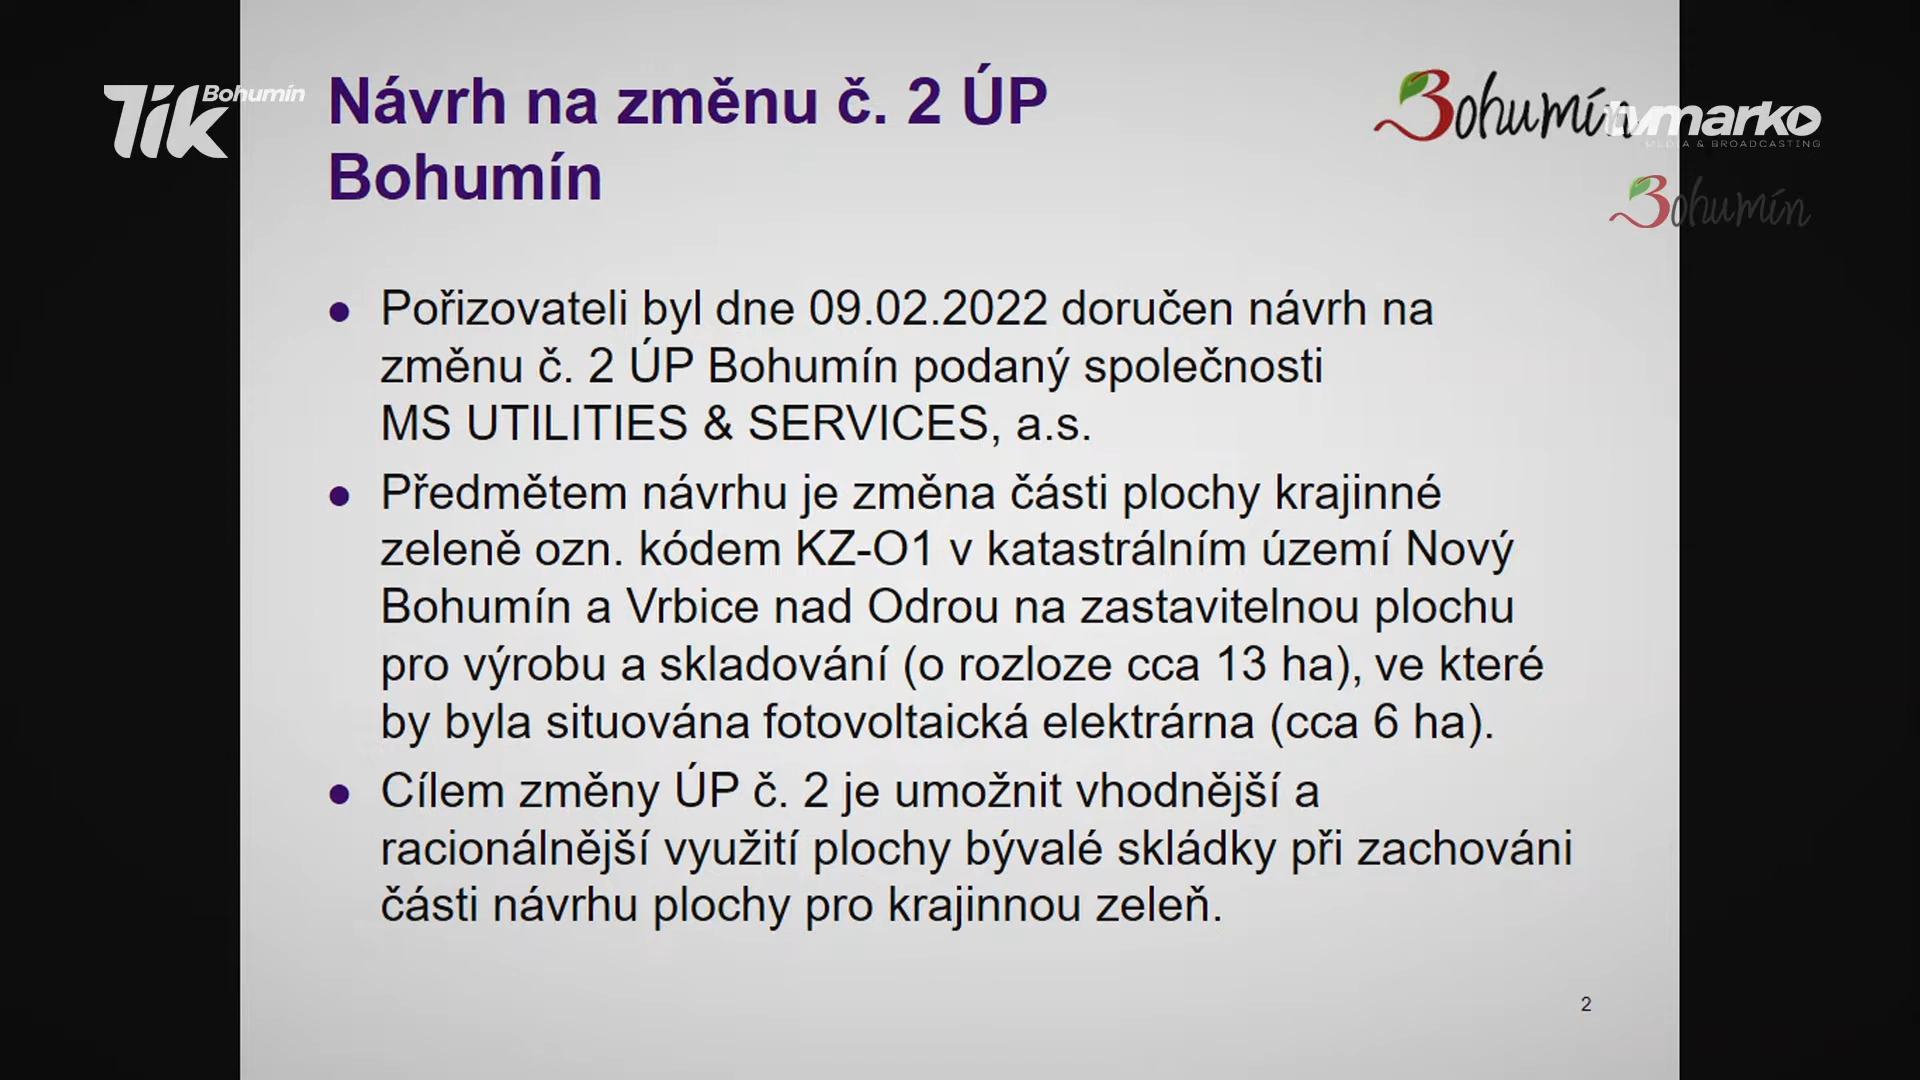 Tik Bohumín
Návrh na změnu č. 2 ÚP
Bohumín
Bohumín
tvmarko
MEDIA & BROADCASTING
Bohumín
Pořizovateli byl dne 09.02.2022 doručen návrh na
změnu č. 2 ÚP Bohumín podaný společnosti
MS UTILITIES & SERVICES, a.s.
Předmětem návrhu je změna části plochy krajinné
zeleně ozn. kódem KZ-O1 v katastrálním území Nový
Bohumín a Vrbice nad Odrou na zastavitelnou plochu
pro výrobu a skladování (o rozloze cca 13 ha), ve které
by byla situována fotovoltaická elektrárna (cca 6 ha).
Cílem změny ÚP č. 2 je umožnit vhodnější a
racionálnější využití plochy bývalé skládky při zachováni
části návrhu plochy pro krajinnou zeleň.
2